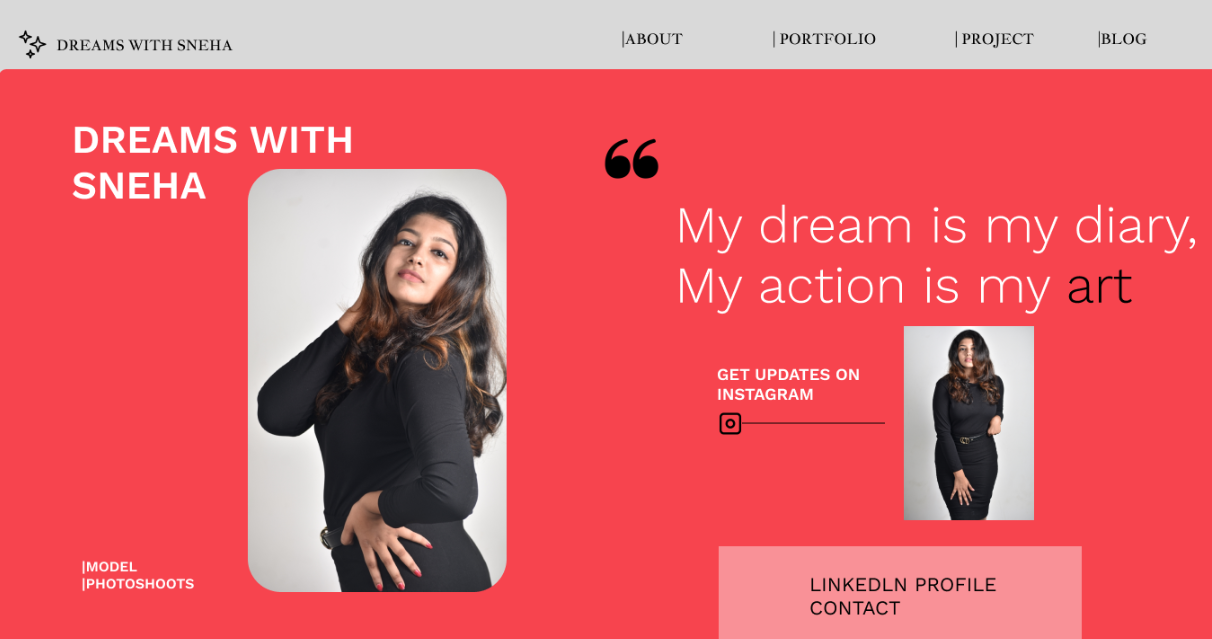 DREAMS WITH SNEHA
|ABOUT
| PORTFOLIO
| PROJECT
|BLOG
DREAMS WITH
SNEHA
“
My dream is my diary,
My action is my art
GET UPDATES ON
INSTAGRAM
|MODEL
|PHOTOSHOOTS
LINKEDLN PROFILE
CONTACT